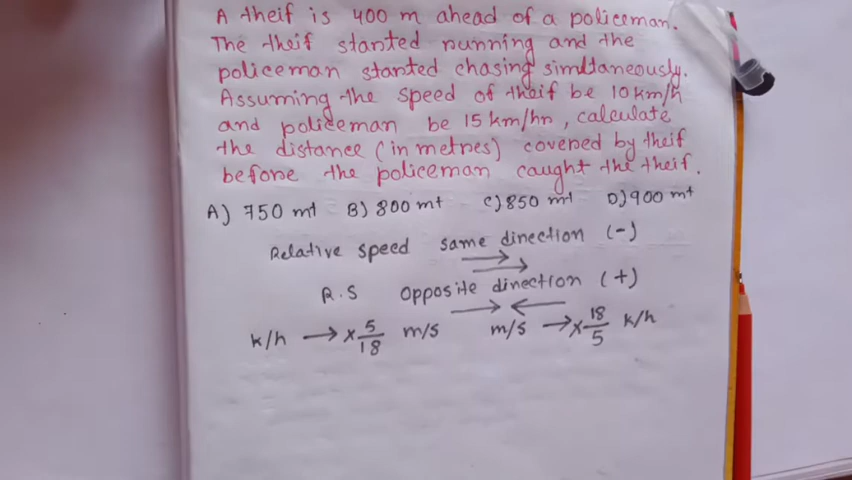 A theif is 400 m ahead of a policeman.
The theif started running and the
policeman started chasing simultaneously.
Assuming the speed of theif be 10km/h
and policeman be 15 km/hr, calculate
the distance (in metres) covered by theif
before the policeman caught the theif.
A) 750 mt B) 800 mt C) 850 mt D) 900 mt
Relative speed same direction (-)
R.S opposite direction (+)
k/h → × 5/18 m/s m/s → × 18/5 k/h